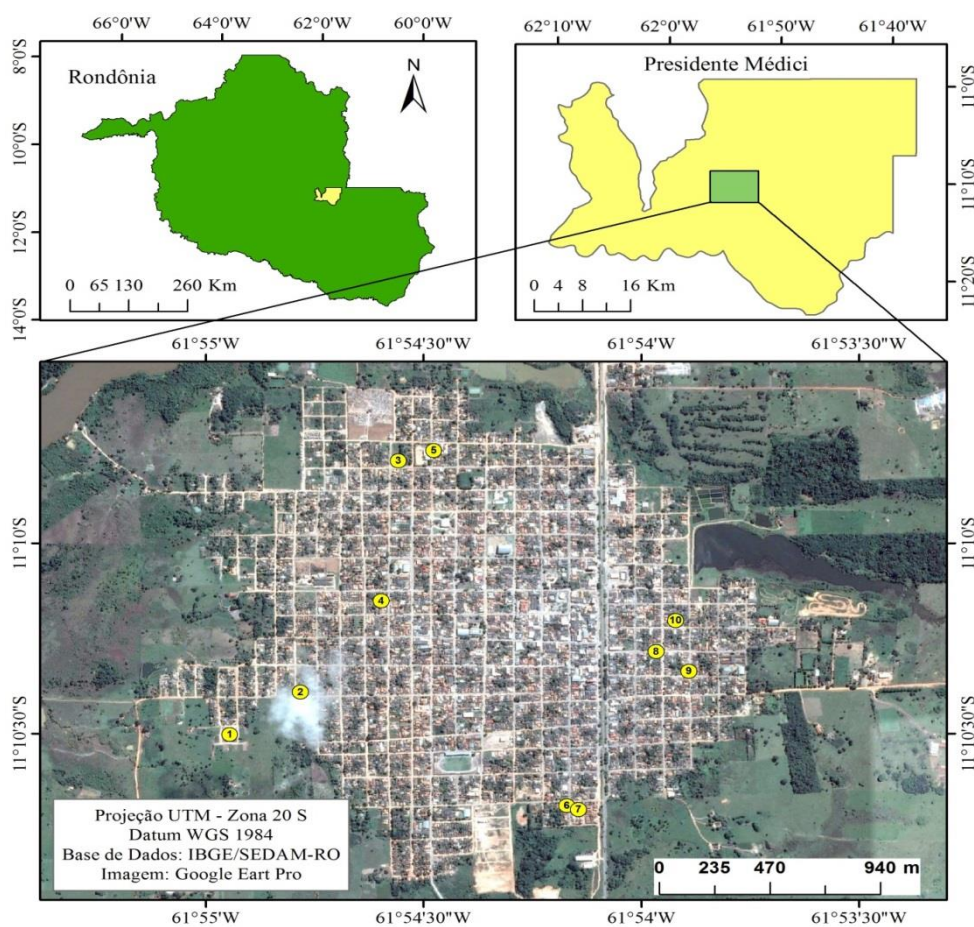 66°0'W 64°0'W 62°0'W 60°0'W
8°0'S
10°0'S
12°0'S
14°0'S
Rondônia
N
0 65 130 260 Km
62°10'W 62°0'W 61°50'W 61°40'W
Presidente Médici
11°0'S
11°10'S
11°20'S
0 4 8 16 Km
61°55'W 61°54'30"W 61°54'W 61°53'30"W
11°10'S
11°10'30"S
3
5
4
10
8
9
2
1
6
7
11°10'S
11°10'30"S
Projeção UTM - Zona 20 S
Datum WGS 1984
Base de Dados: IBGE/SEDAM-RO
Imagem: Google Eart Pro
0 235 470 940 m
61°55'W 61°54'30"W 61°54'W 61°53'30"W